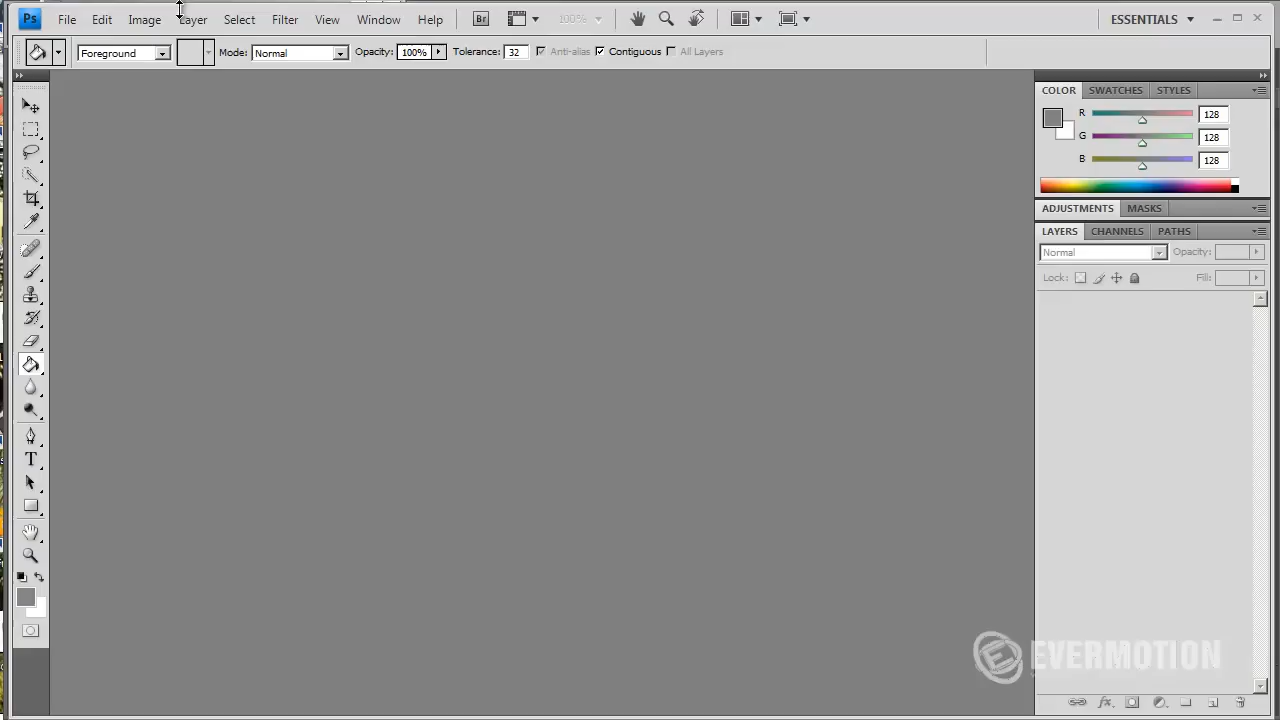 Ps File Edit Image Layer Select Filter View Window Help Br 100% ESSENTIALS
Foreground Mode: Normal Opacity: 100% Tolerance: 32 Anti-alias Contiguous All Layers
COLOR SWATCHES STYLES
R 128
G 128
B 128
ADJUSTMENTS MASKS
LAYERS CHANNELS PATHS
Normal Opacity:
Lock: Fill:
T
EVERMOTION
fx